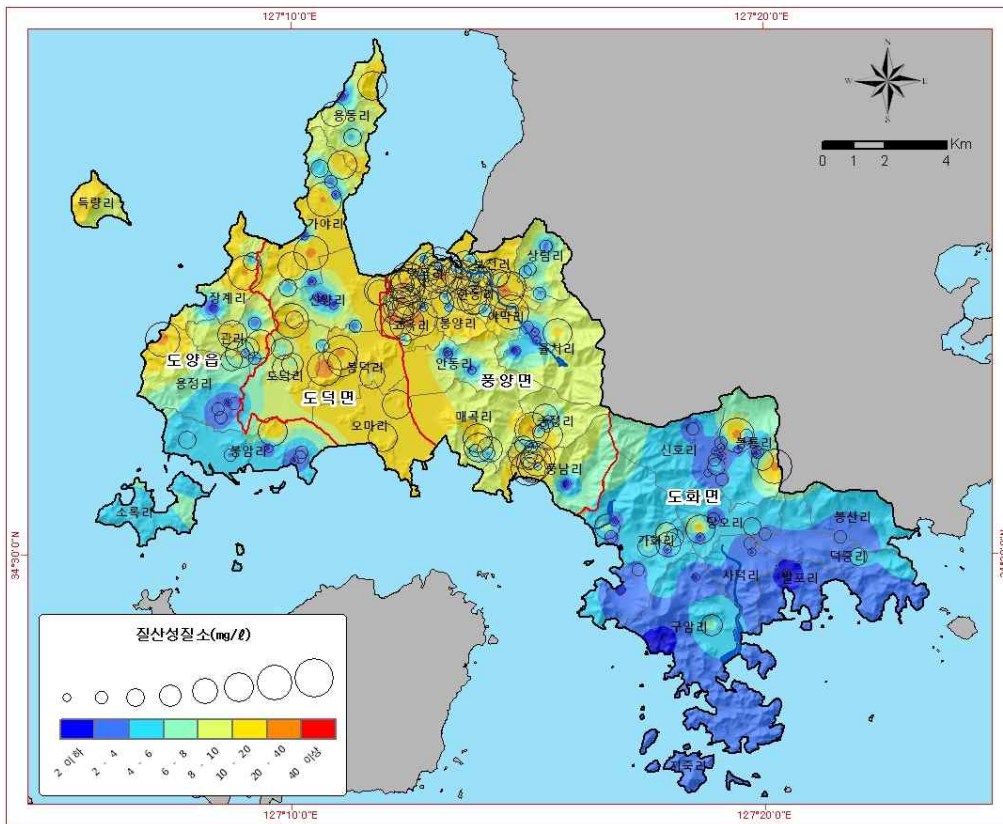 127°10'0"E
127°20'0"E
N
W
E
S
0 1 2 4
Km
용동리
득량리
가야리
상림리
장계리
신양리
안동리
야막리
관리
고옥리
봉양리
율치리
도양읍
도덕리
봉덕리
안동리
풍양면
용정리
도덕면
매곡리
송정리
오마리
봉암리
풍남리
신호리
봉룡리
도화면
소록리
당오리
가화리
봉산리
덕중리
34°30'0"N
사덕리
발포리
구암리
지죽리
질산성질소(mg/ℓ)
2 이하
2 - 4
4 - 6
6 - 8
8 - 10
10 - 20
20 - 40
40 이상
127°10'0"E
127°20'0"E